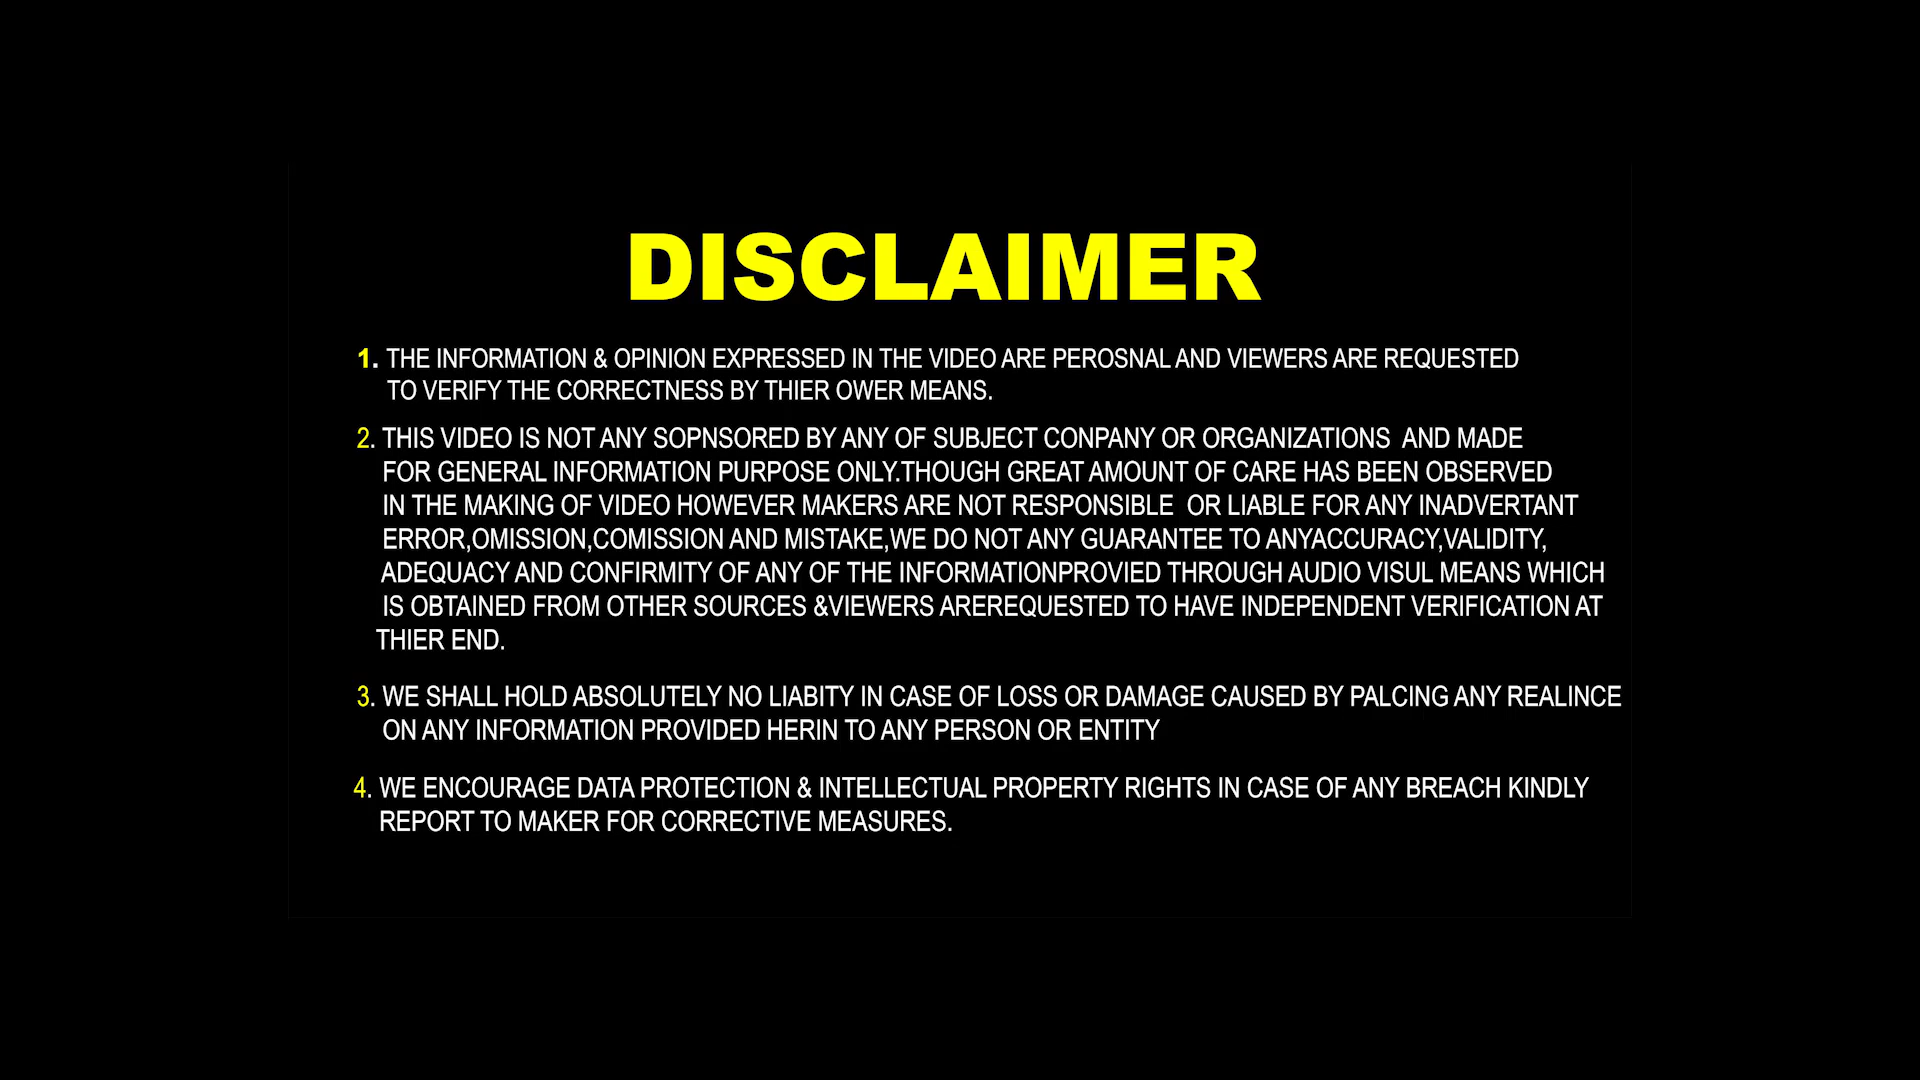 DISCLAIMER
1. THE INFORMATION & OPINION EXPRESSED IN THE VIDEO ARE PEROSNAL AND VIEWERS ARE REQUESTED
TO VERIFY THE CORRECTNESS BY THIER OWER MEANS.
2. THIS VIDEO IS NOT ANY SOPNSORED BY ANY OF SUBJECT CONPANY OR ORGANIZATIONS AND MADE
FOR GENERAL INFORMATION PURPOSE ONLY.THOUGH GREAT AMOUNT OF CARE HAS BEEN OBSERVED
IN THE MAKING OF VIDEO HOWEVER MAKERS ARE NOT RESPONSIBLE OR LIABLE FOR ANY INADVERTANT
ERROR,OMISSION,COMISSION AND MISTAKE,WE DO NOT ANY GUARANTEE TO ANYACCURACY,VALIDITY,
ADEQUACY AND CONFIRMITY OF ANY OF THE INFORMATIONPROVIED THROUGH AUDIO VISUL MEANS WHICH
IS OBTAINED FROM OTHER SOURCES &VIEWERS AREREQUESTED TO HAVE INDEPENDENT VERIFICATION AT
THIER END.
3. WE SHALL HOLD ABSOLUTELY NO LIABITY IN CASE OF LOSS OR DAMAGE CAUSED BY PALCING ANY REALINCE
ON ANY INFORMATION PROVIDED HERIN TO ANY PERSON OR ENTITY
4. WE ENCOURAGE DATA PROTECTION & INTELLECTUAL PROPERTY RIGHTS IN CASE OF ANY BREACH KINDLY
REPORT TO MAKER FOR CORRECTIVE MEASURES.